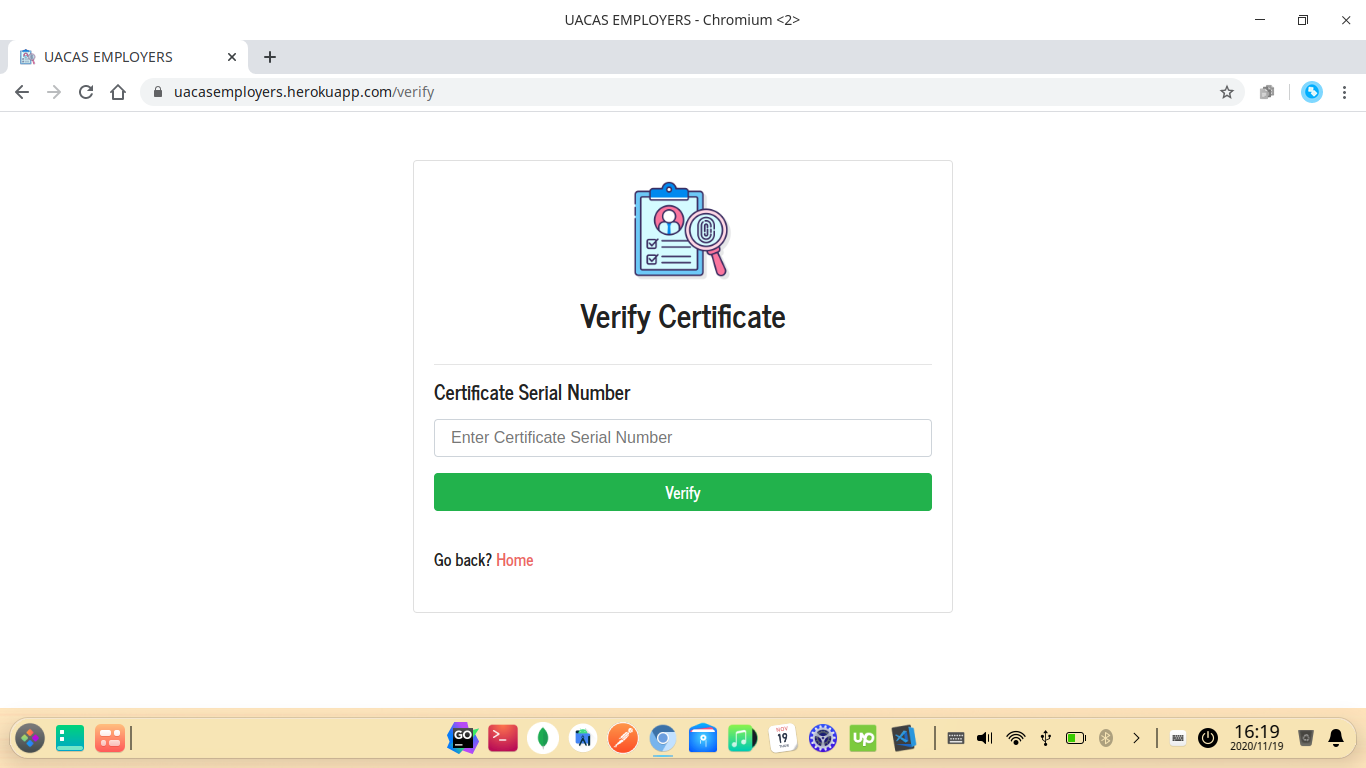 UACAS EMPLOYERS - Chromium <2>
UACAS EMPLOYERS
uacasemployers.herokuapp.com/verify
Verify Certificate
Certificate Serial Number
Enter Certificate Serial Number
Verify
Go back? Home
GO
>_
NOV
19
up
16:19
2020/11/19